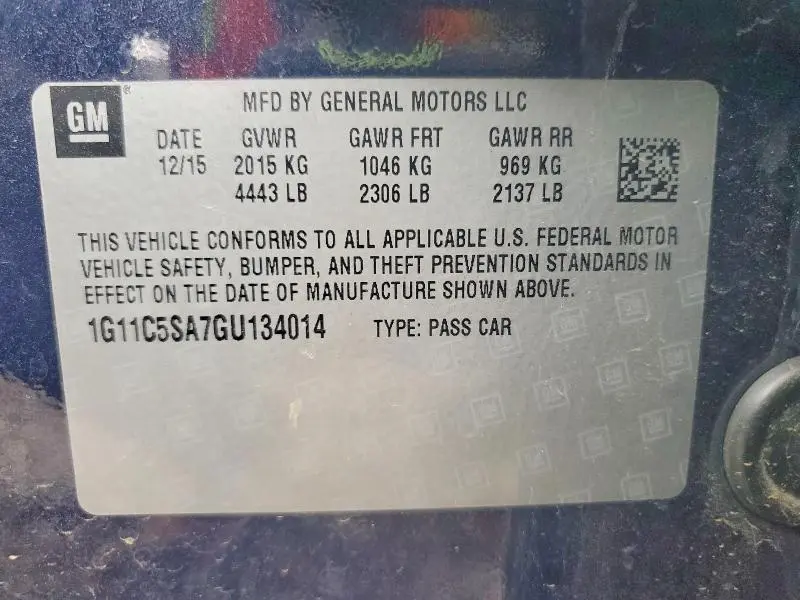 GM ®
MFD BY GENERAL MOTORS LLC
DATE GVWR GAWR FRT GAWR RR
12/15 2015 KG 1046 KG 969 KG
4443 LB 2306 LB 2137 LB
THIS VEHICLE CONFORMS TO ALL APPLICABLE U.S. FEDERAL MOTOR
VEHICLE SAFETY, BUMPER, AND THEFT PREVENTION STANDARDS IN
EFFECT ON THE DATE OF MANUFACTURE SHOWN ABOVE.
1G11C5SA7GU134014 TYPE: PASS CAR